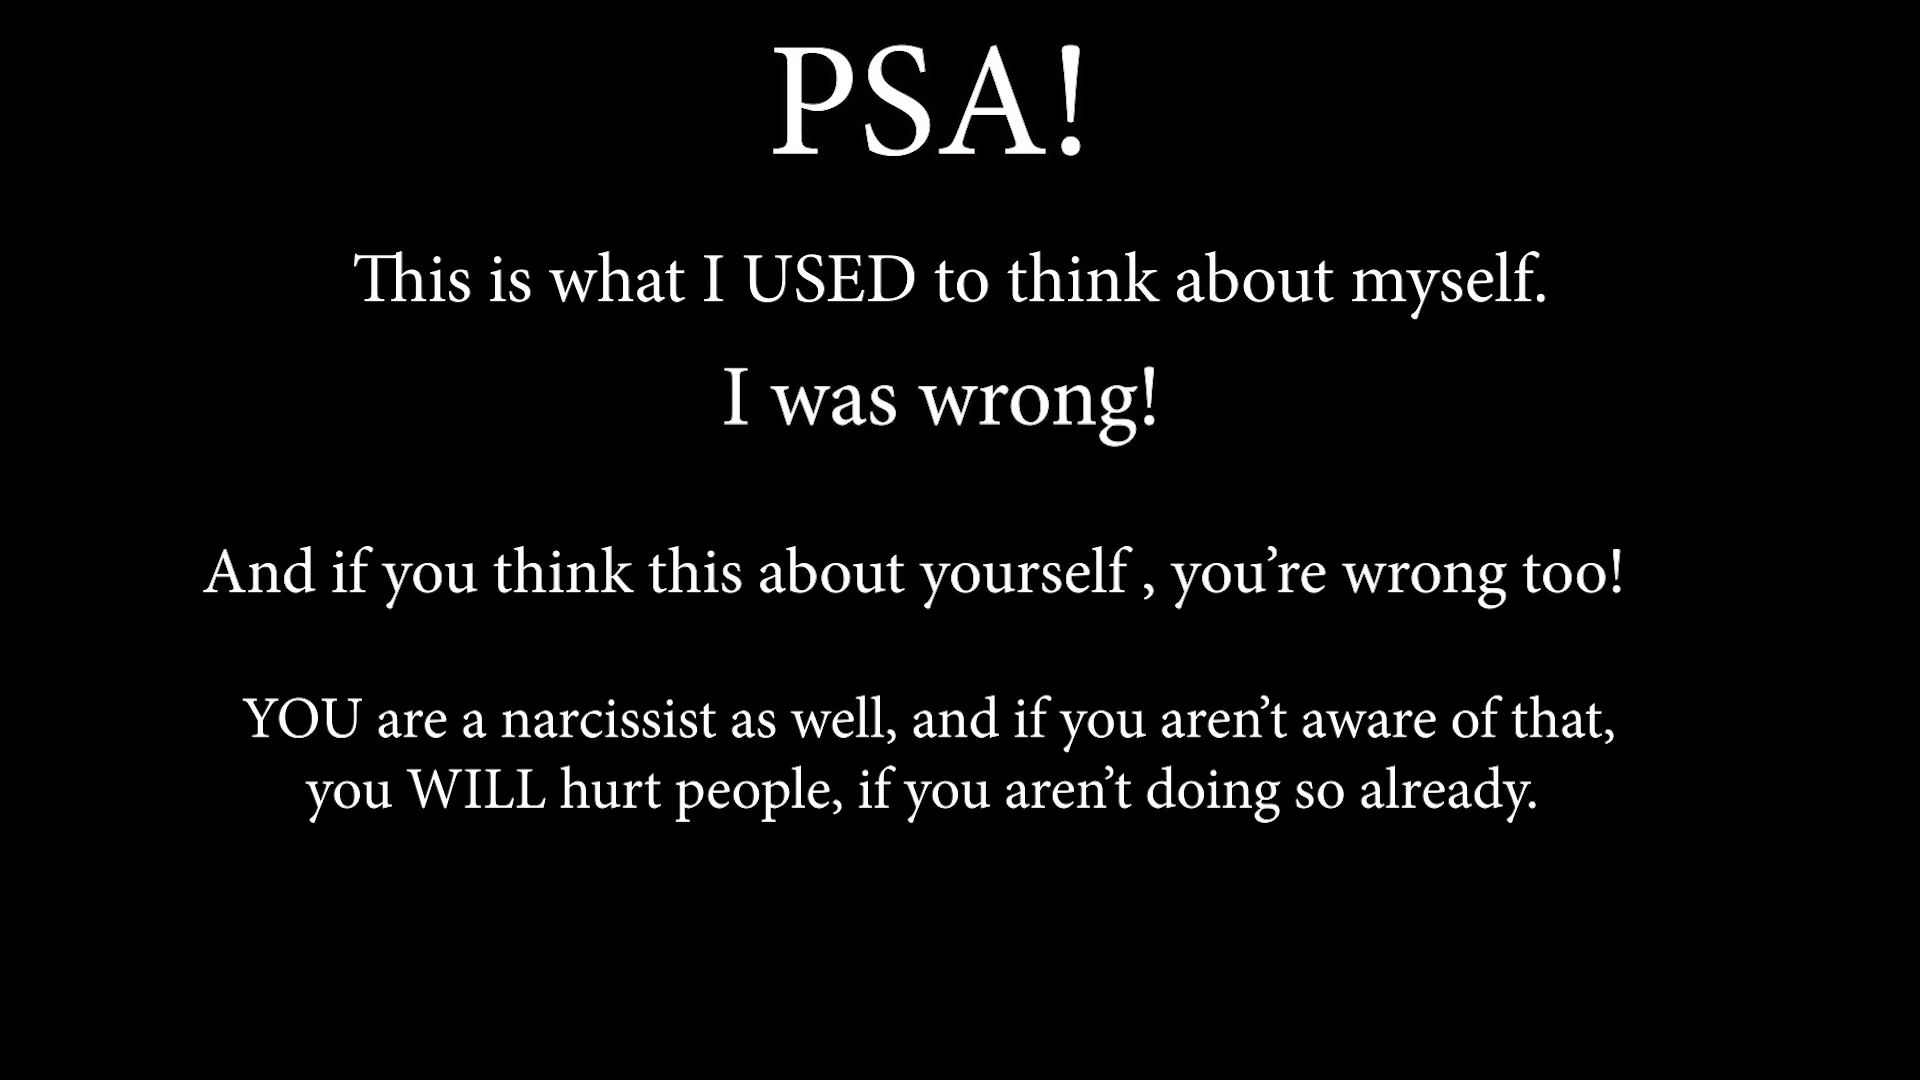 PSA!
This is what I USED to think about myself.
I was wrong!
And if you think this about yourself , you’re wrong too!
YOU are a narcissist as well, and if you aren’t aware of that,
you WILL hurt people, if you aren’t doing so already.